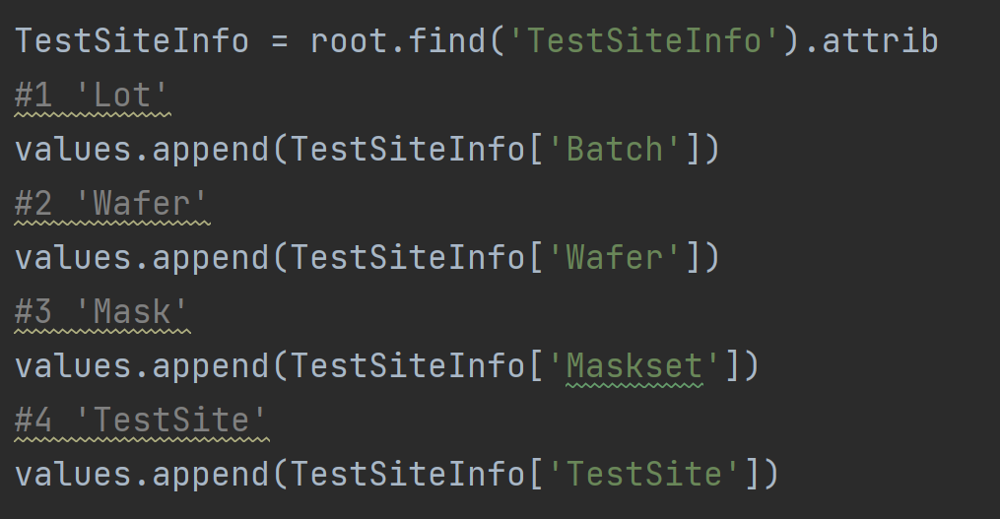 TestSiteInfo = root.find('TestSiteInfo').attrib
#1 'Lot'
values.append(TestSiteInfo['Batch'])
#2 'Wafer'
values.append(TestSiteInfo['Wafer'])
#3 'Mask'
values.append(TestSiteInfo['Maskset'])
#4 'TestSite'
values.append(TestSiteInfo['TestSite'])